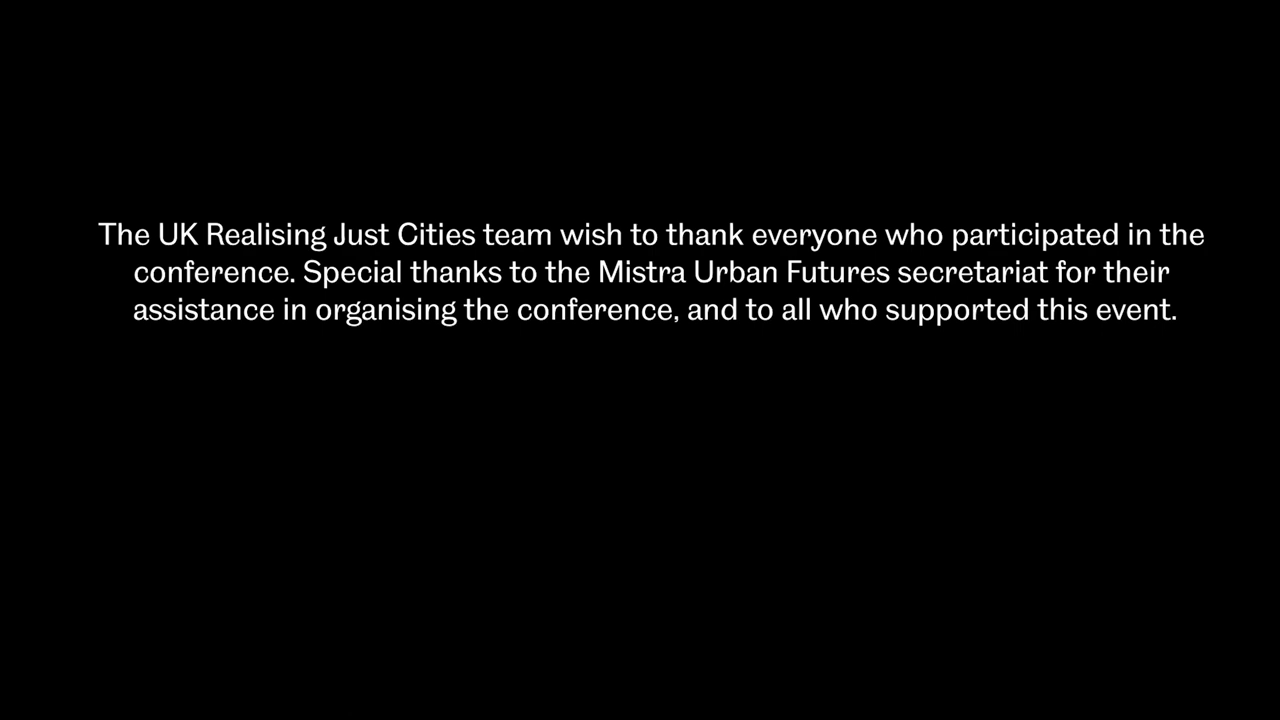 The UK Realising Just Cities team wish to thank everyone who participated in the
conference. Special thanks to the Mistra Urban Futures secretariat for their
assistance in organising the conference, and to all who supported this event.